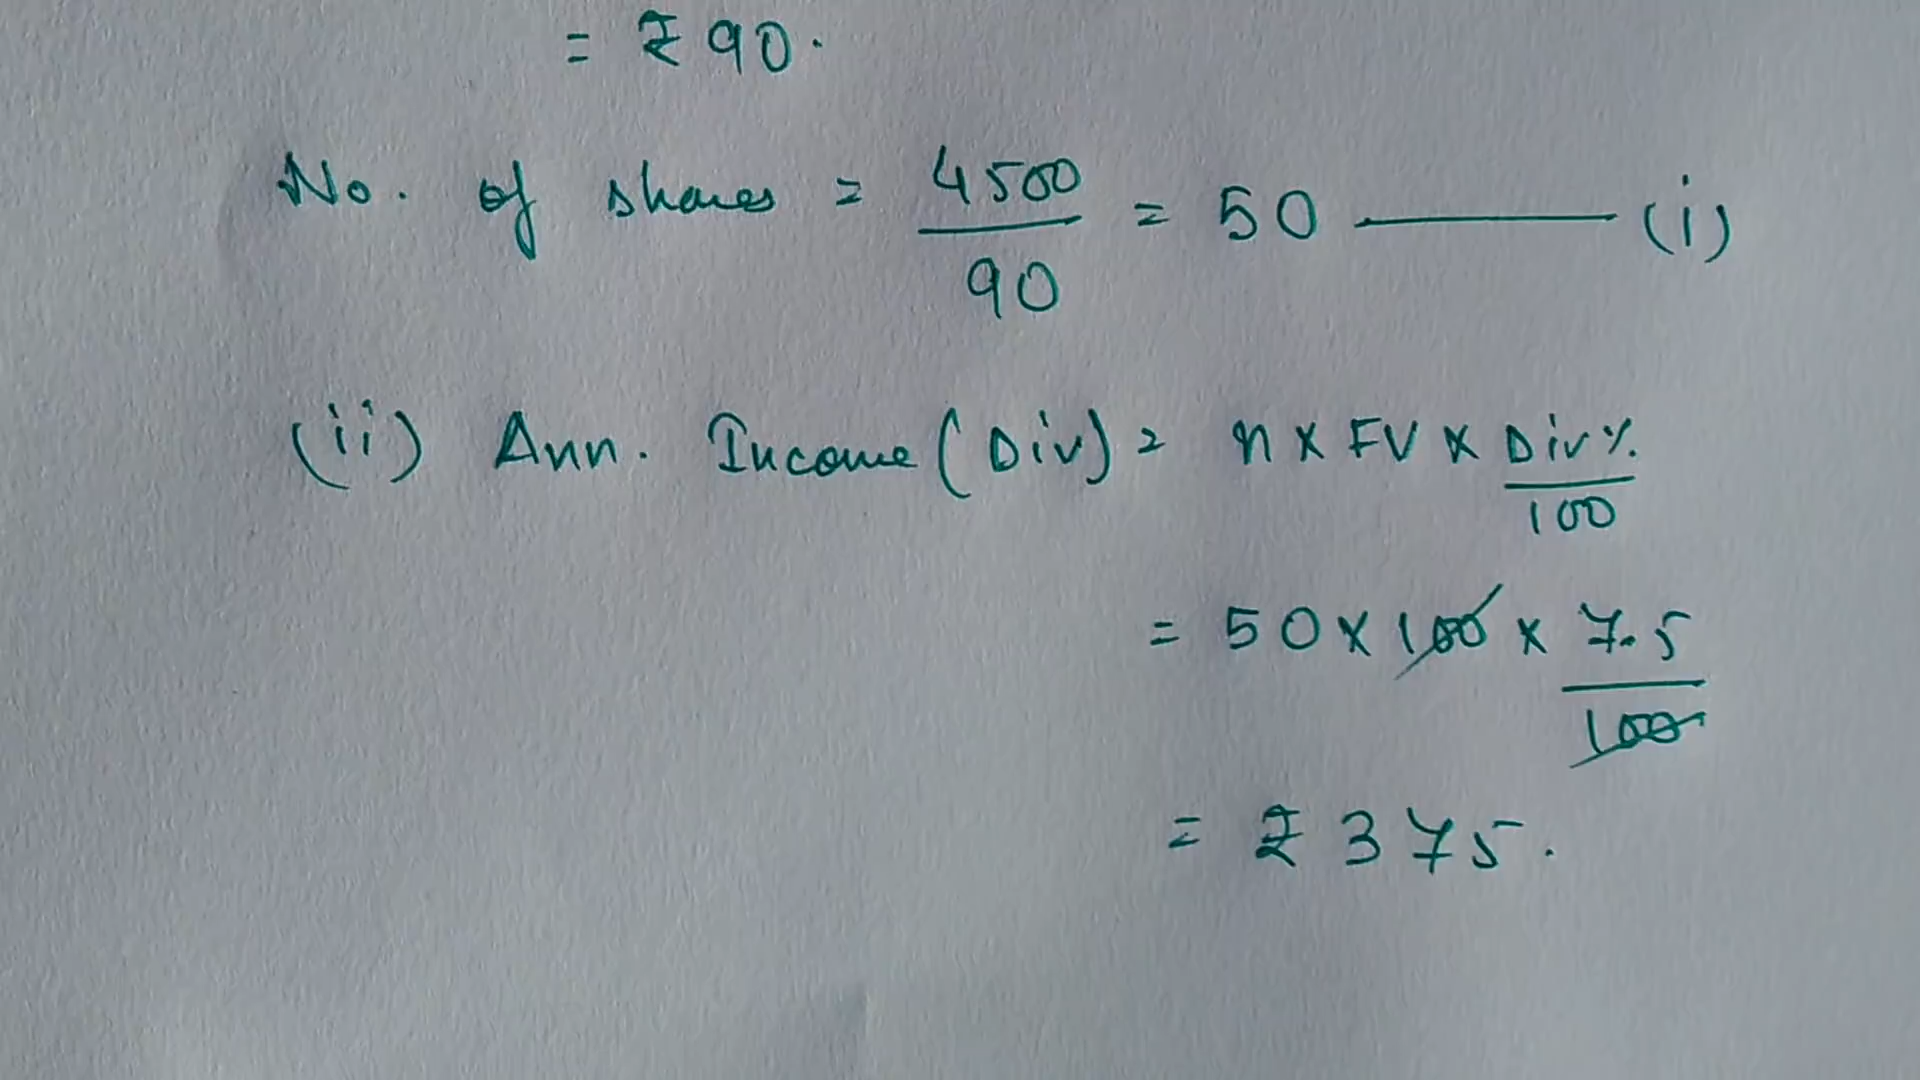 = ₹ 90.
No. of shares = 4500/90 = 50 —— (i)
(ii) Ann. Income (Div) = n x FV x Div%/100
= 50 x 100 x 7.5/100
= ₹ 375.